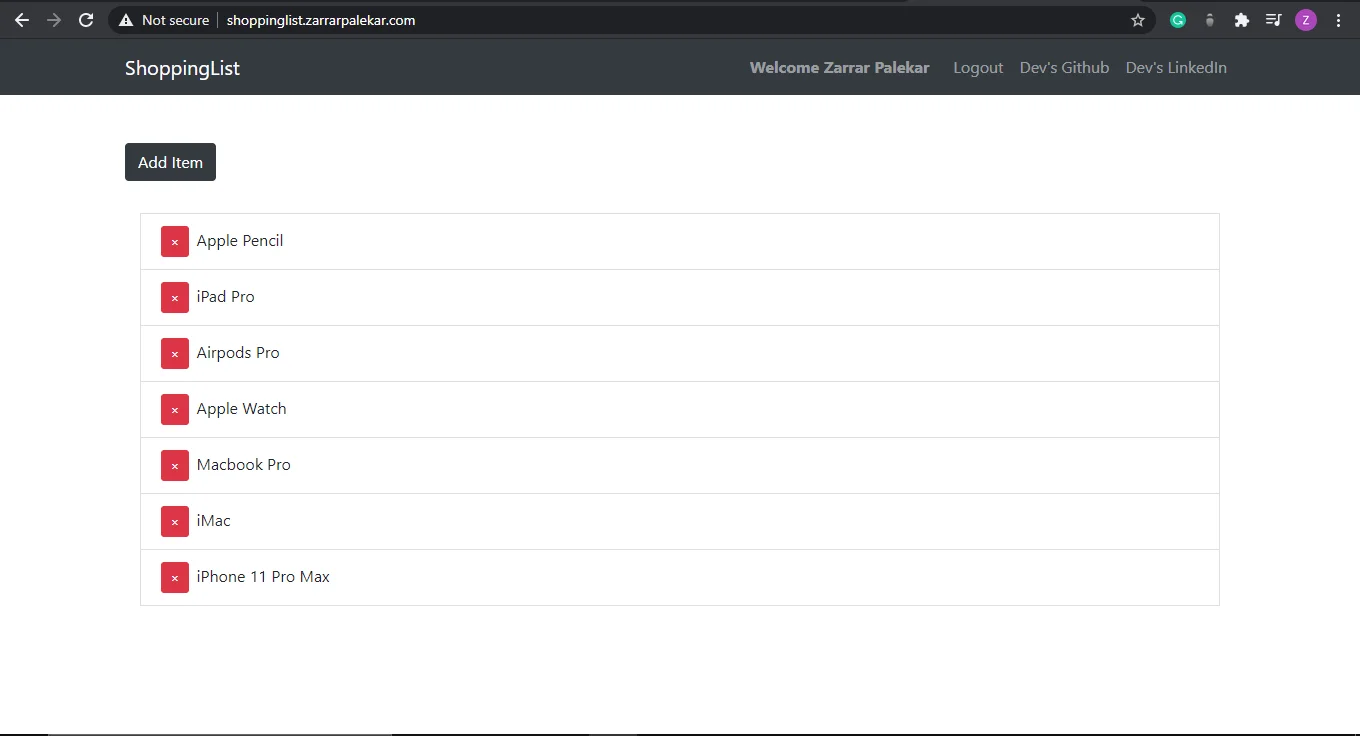 Not secure shoppinglist.zarrarpalekar.com
G
Z
ShoppingList Welcome Zarrar Palekar Logout Dev's Github Dev's LinkedIn
Add Item
× Apple Pencil
× iPad Pro
× Airpods Pro
× Apple Watch
× Macbook Pro
× iMac
× iPhone 11 Pro Max